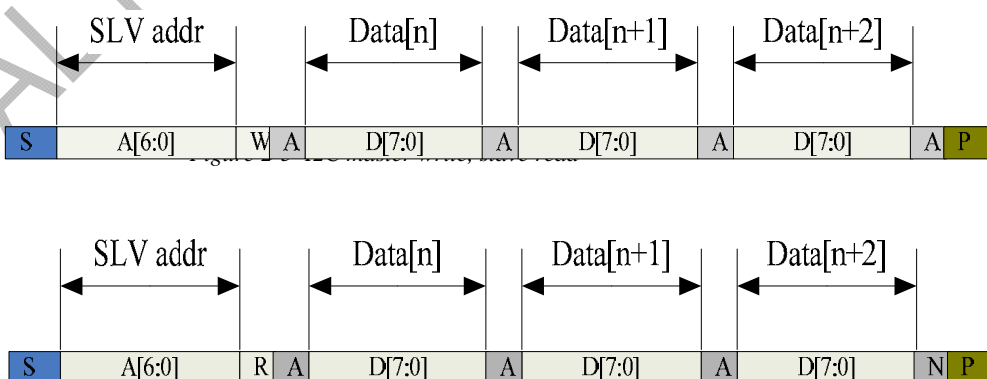 SLV addr Data[n] Data[n+1] Data[n+2]
S A[6:0] W A D[7:0] A D[7:0] A D[7:0] A P
SLV addr Data[n] Data[n+1] Data[n+2]
S A[6:0] R A D[7:0] A D[7:0] A D[7:0] N P